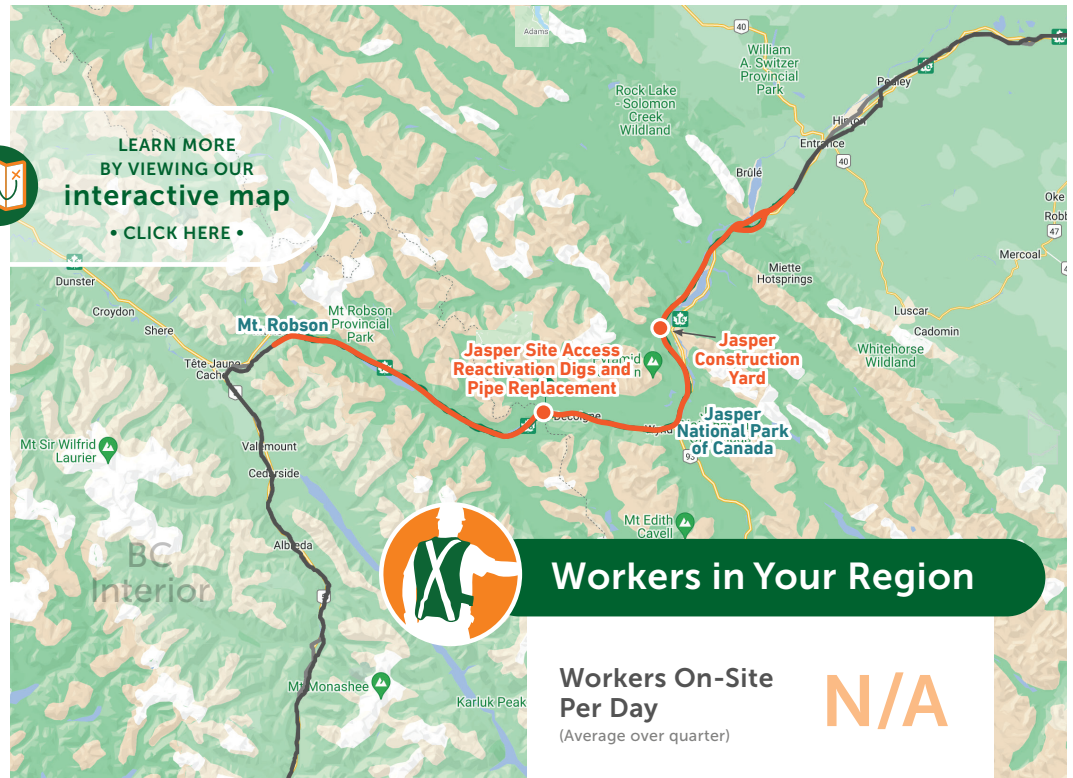 Adams
40
William
A. Switzer
Provincial
Park
16
16
Pedley
Rock Lake
- Solomon
Creek
Wildland
Hinton
Entrance
40
Brûlé
LEARN MORE
BY VIEWING OUR
interactive map
• CLICK HERE •
Oke
Robb
47
Mercoal
Miette
Hotsprings
Dunster
Croydon
Shere
Mt. Robson
Mt Robson
Provincial
Park
Luscar
Cadomin
Whitehorse
Wildland
16
Jasper
Construction
Yard
Jasper Site Access
Reactivation Digs and
Pipe Replacement
Tête Jaune
Cache
Jasper
National Park
of Canada
93
Mt Sir Wilfrid
Laurier
Valemount
Cedarside
Mt Edith
Cavell
Albreda
BC
Interior
Workers in Your Region
Mt Monashee
Karluk Peak
Workers On-Site
Per Day
(Average over quarter)
N/A